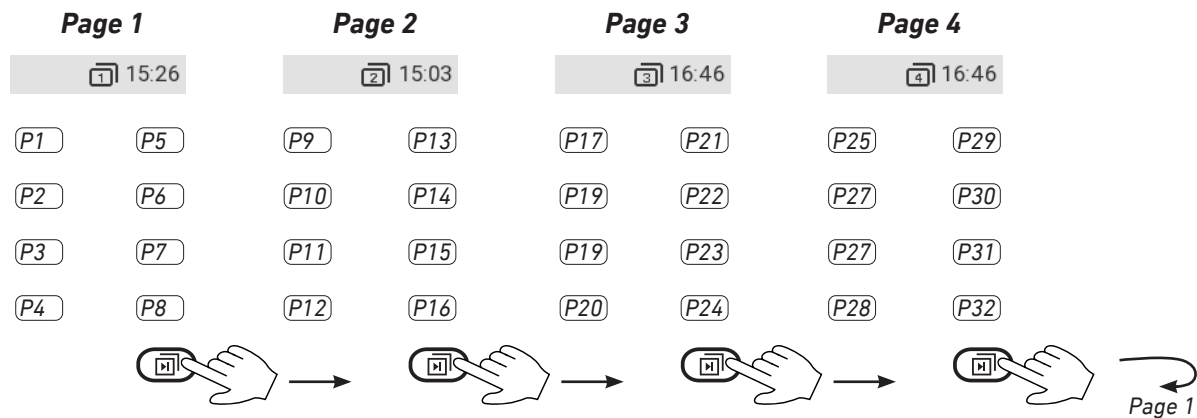 Page 1 Page 2 Page 3 Page 4
1 15:26 2 15:03 3 16:46 4 16:46
P1 P5 P9 P13 P17 P21 P25 P29
P2 P6 P10 P14 P19 P22 P27 P30
P3 P7 P11 P15 P19 P23 P27 P31
P4 P8 P12 P16 P20 P24 P28 P32
Page 1